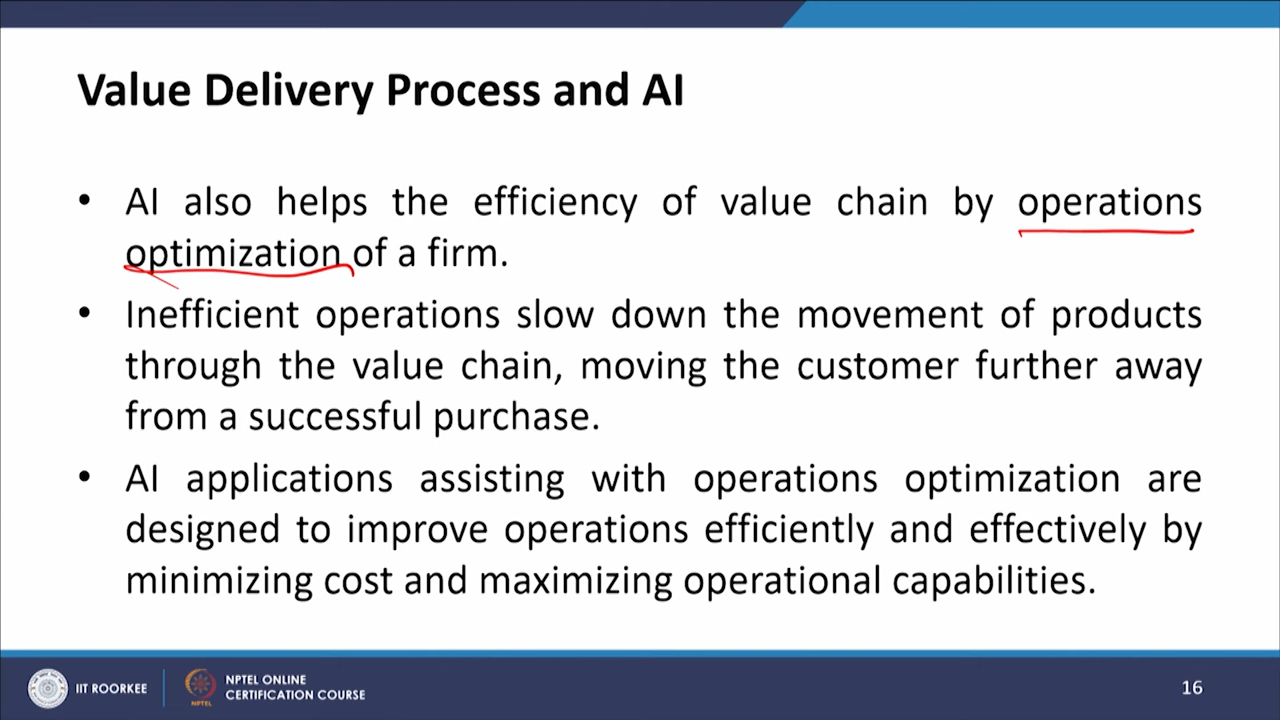 Value Delivery Process and AI
• AI also helps the efficiency of value chain by operations
optimization of a firm.
• Inefficient operations slow down the movement of products
through the value chain, moving the customer further away
from a successful purchase.
• AI applications assisting with operations optimization are
designed to improve operations efficiently and effectively by
minimizing cost and maximizing operational capabilities.
IIT ROORKEE
NPTEL
NPTEL ONLINE
CERTIFICATION COURSE
16